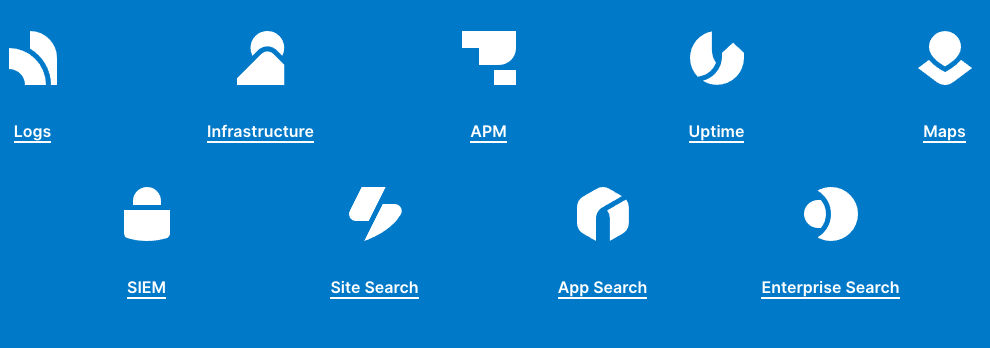 Logs
Infrastructure
APM
Uptime
Maps
SIEM
Site Search
App Search
Enterprise Search